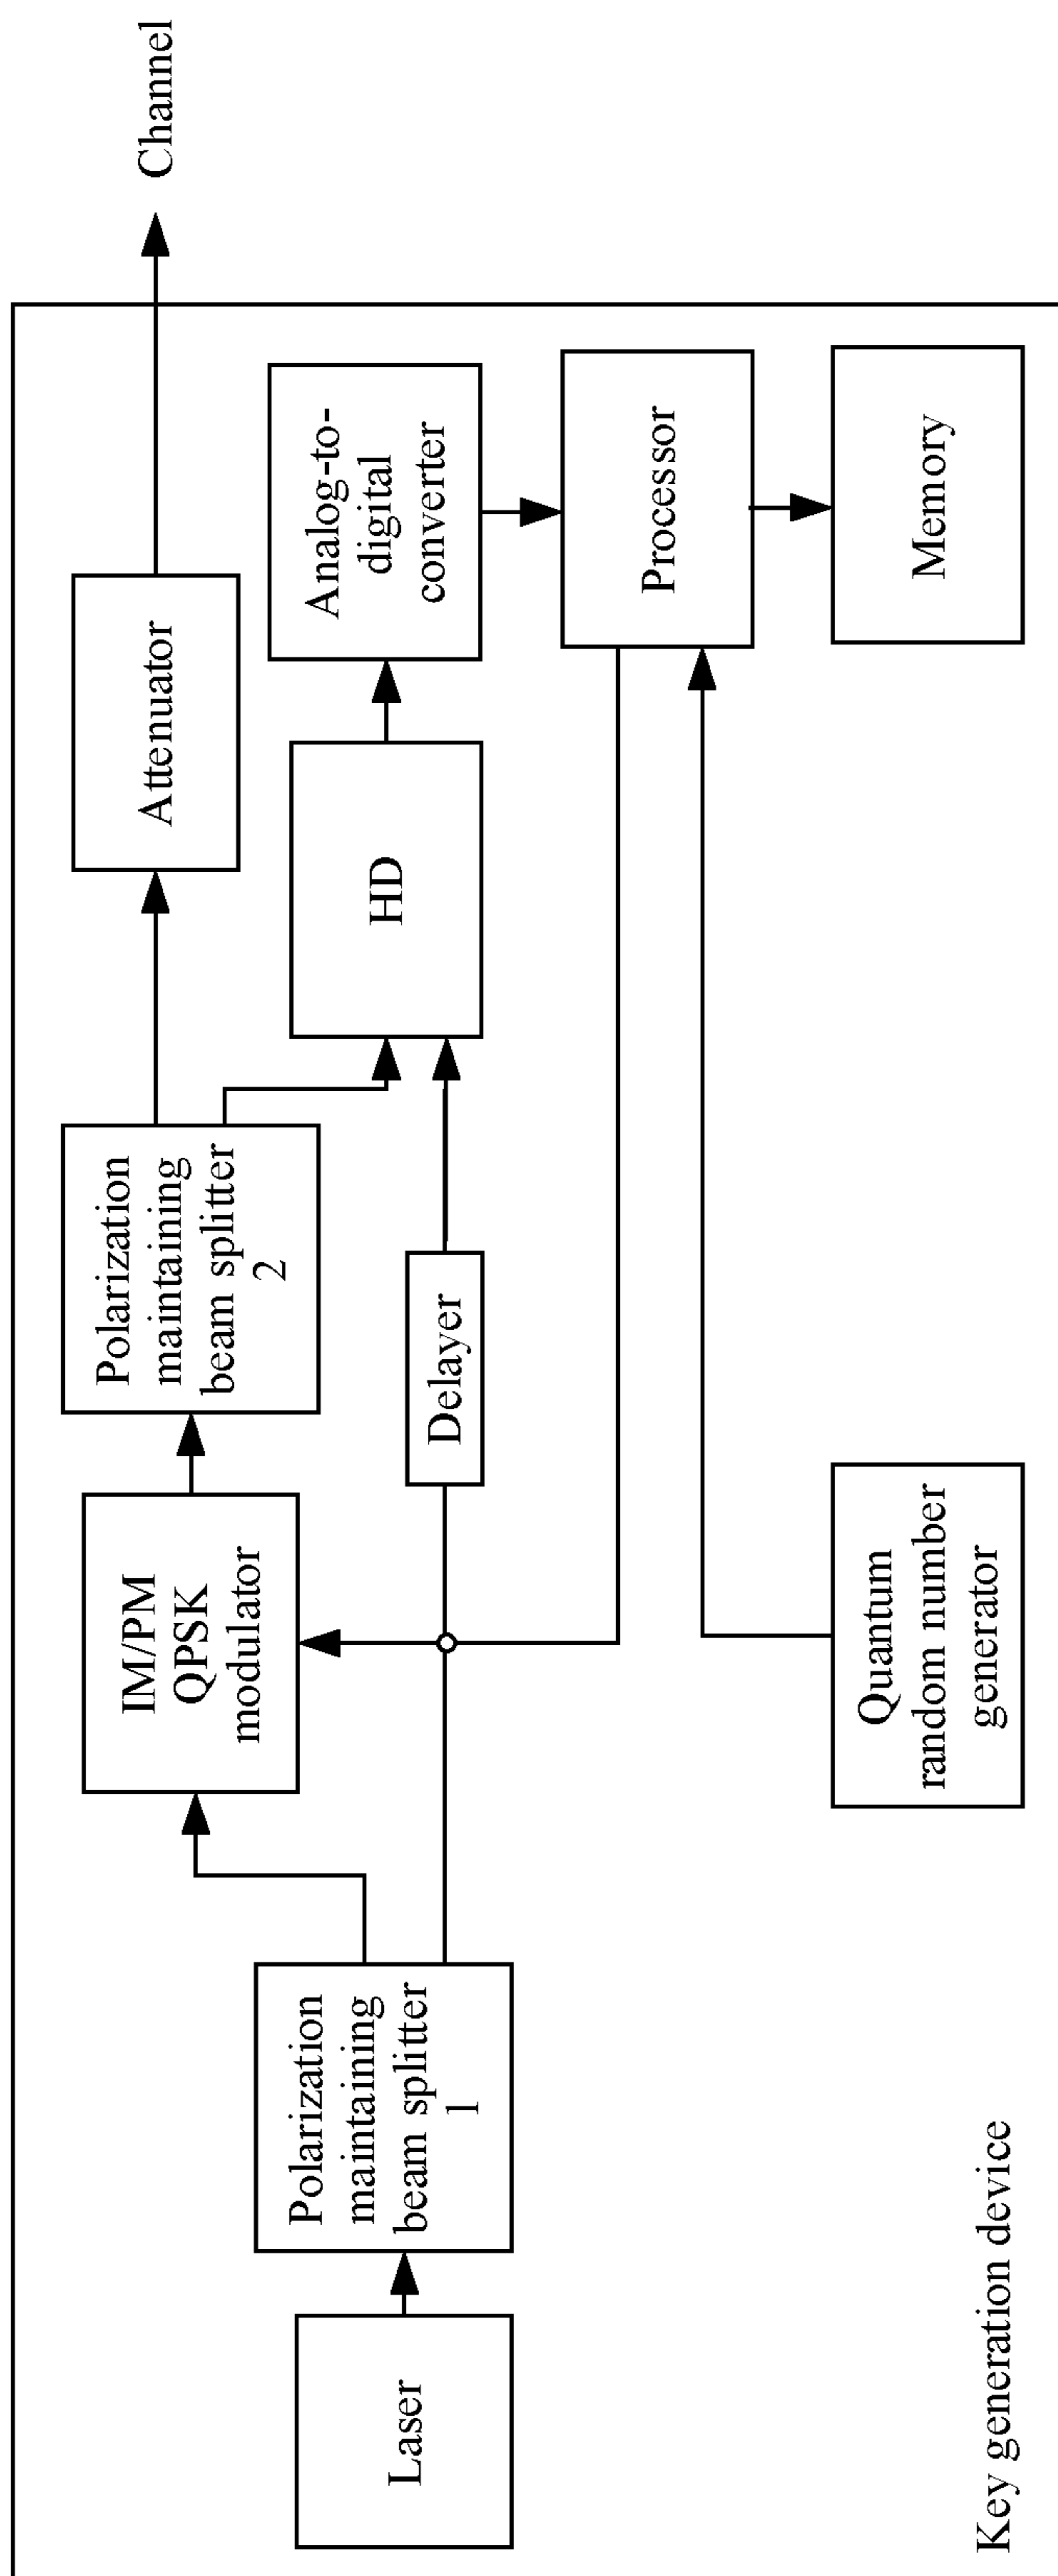 Channel
Attenuator
Polarization
maintaining
beam splitter
2
IM/PM
QPSK
modulator
Analog-to-
digital
converter
HD
Delayer
Polarization
maintaining
beam splitter
1
Laser
Processor
Memory
Quantum
random number
generator
Key generation device